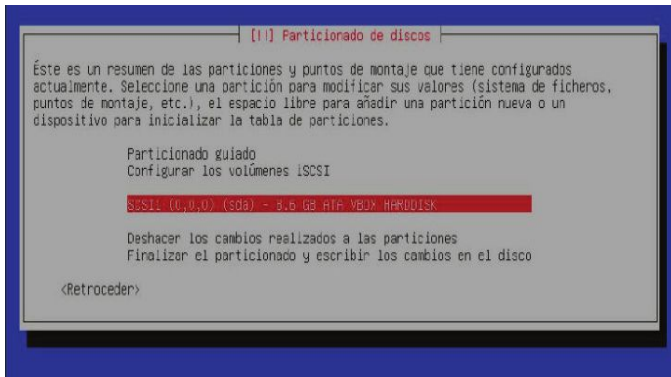 [!!] Particionado de discos
Éste es un resumen de las particiones y puntos de montaje que tiene configurados
actualmente. Seleccione una partición para modificar sus valores (sistema de ficheros,
puntos de montaje, etc.), el espacio libre para añadir una partición nueva o un
dispositivo para inicializar la tabla de particiones.
Particionado guiado
Configurar los volúmenes iSCSI
SCSI1 (0,0,0) (sda) - 8.6 GB ATA VBOX HARDDISK
Deshacer los cambios realizados a las particiones
Finalizar el particionado y escribir los cambios en el disco
<Retroceder>